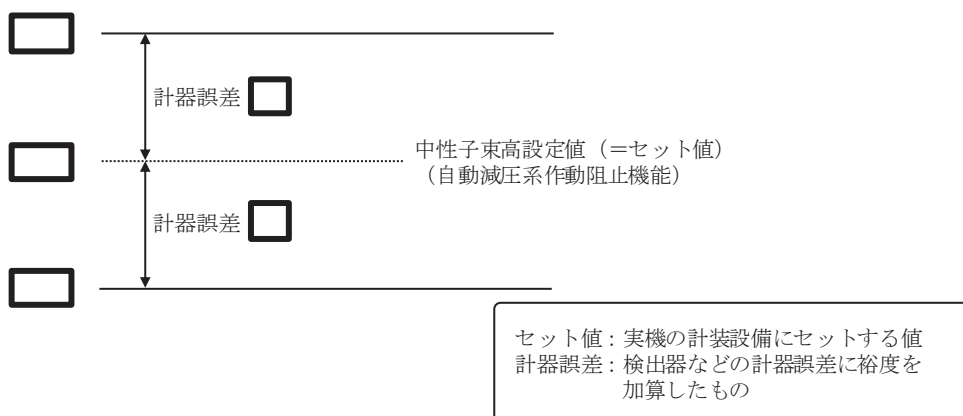 計器誤差
中性子束高設定値（＝セット値）
（自動減圧系作動阻止機能）
計器誤差
セット値：実機の計装設備にセットする値
計器誤差：検出器などの計器誤差に裕度を
加算したもの